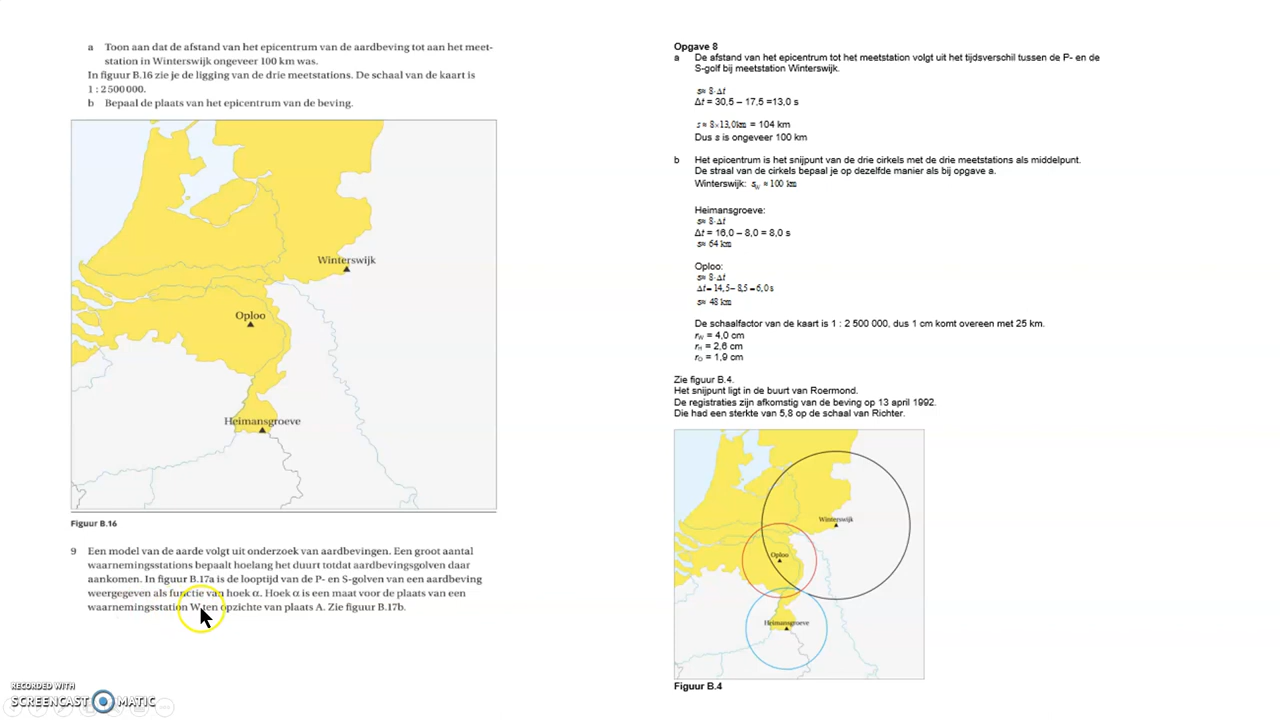 a Toon aan dat de afstand van het epicentrum van de aardbeving tot aan het meet-
station in Winterswijk ongeveer 100 km was.
In figuur B.16 zie je de ligging van de drie meetstations. De schaal van de kaart is
1 : 2 500 000.
b Bepaal de plaats van het epicentrum van de beving.
Winterswijk
Oploo
Heimansgroeve
Figuur B.16
9 Een model van de aarde volgt uit onderzoek van aardbevingen. Een groot aantal
waarnemingsstations bepaalt hoelang het duurt totdat aardbevingsgolven daar
aankomen. In figuur B.17a is de looptijd van de P- en S-golven van een aardbeving
weergegeven als functie van hoek α. Hoek α is een maat voor de plaats van een
waarnemingsstation W ten opzichte van plaats A. Zie figuur B.17b.
RECORDED WITH
SCREENCAST MATIC
Opgave 8
a De afstand van het epicentrum tot het meetstation volgt uit het tijdsverschil tussen de P- en de
S-golf bij meetstation Winterswijk.
s ≈ 8·Δt
Δt = 30,5 – 17,5 =13,0 s
s ≈ 8×13,0km = 104 km
Dus s is ongeveer 100 km
b Het epicentrum is het snijpunt van de drie cirkels met de drie meetstations als middelpunt.
De straal van de cirkels bepaal je op dezelfde manier als bij opgave a.
Winterswijk: sW ≈ 100 km
Heimansgroeve:
s≈ 8·Δt
Δt = 16,0 – 8,0 = 8,0 s
s≈ 64 km
Oploo:
s≈ 8·Δt
Δt = 14,5 – 8,5 = 6,0 s
s≈ 48 km
De schaalfactor van de kaart is 1 : 2 500 000, dus 1 cm komt overeen met 25 km.
rW = 4,0 cm
rH = 2,6 cm
rO = 1,9 cm
Zie figuur B.4.
Het snijpunt ligt in de buurt van Roermond.
De registraties zijn afkomstig van de beving op 13 april 1992.
Die had een sterkte van 5,8 op de schaal van Richter.
Winterswijk
Oploo
Heimansgroeve
Figuur B.4